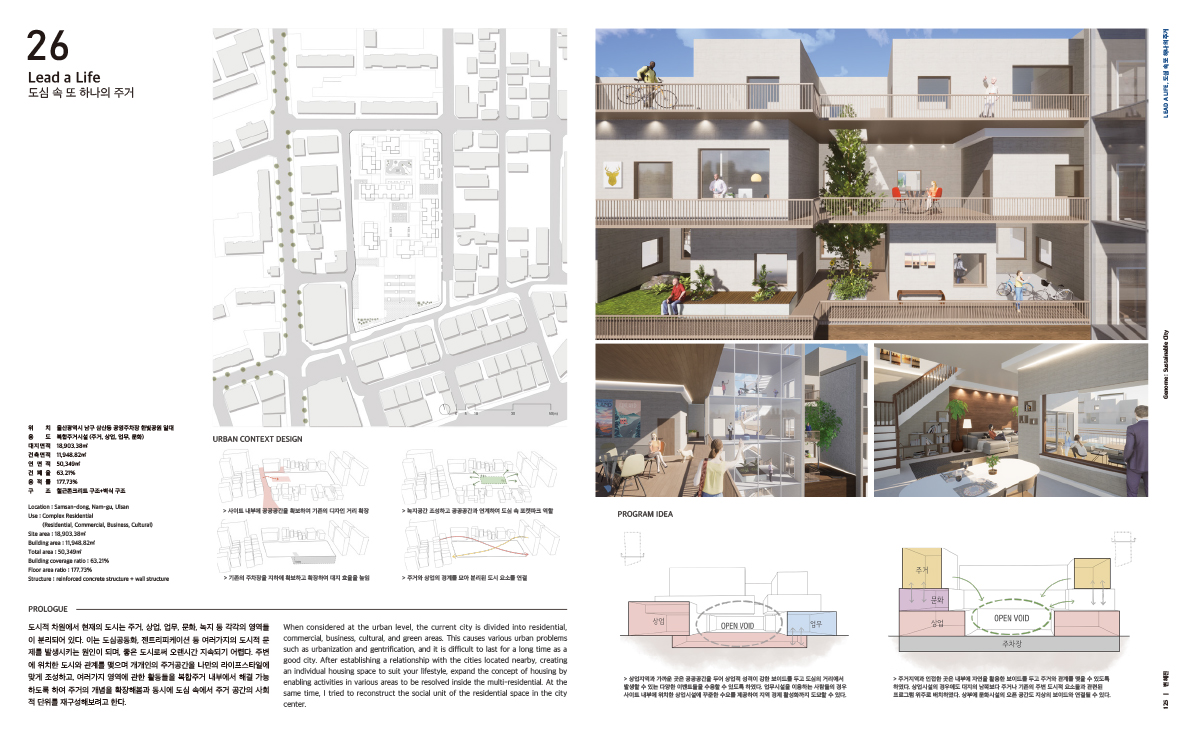 26
Lead a Life
도심 속 또 하나의 주거
위 치 울산광역시 남구 삼산동 공영주차장 한빛공원 일대
용 도 복합주거시설 (주거, 상업, 업무, 문화)
대지면적 18,903.38㎡
건축면적 11,948.82㎡
연 면 적 50,349㎡
건 폐 율 63.21%
용 적 률 177.73%
구 조 철근콘크리트 구조+벽식 구조
Location : Samsan-dong, Nam-gu, Ulsan
Use : Complex Residential
(Residential, Commercial, Business, Cultural)
Site area : 18,903.38㎡
Building area : 11,948.82㎡
Total area : 50,349㎡
Building coverage ratio : 63.21%
Floor area ratio : 177.73%
Structure : reinforced concrete structure + wall structure
URBAN CONTEXT DESIGN
> 사이트 내부에 공공공간을 확보하여 기존의 디자인 거리 확장
> 녹지공간 조성하고 공공공간과 연계하여 도심 속 포켓파크 역할
> 기존의 주차장을 지하에 확보하고 확장하여 대지 효율을 높임
> 주거와 상업의 경계를 모아 분리된 도시 요소를 연결
PROLOGUE
도시적 차원에서 현재의 도시는 주거, 상업, 업무, 문화, 녹지 등 각각의 영역들
이 분리되어 있다. 이는 도심공동화, 젠트리피케이션 등 여러가지의 도시적 문
제를 발생시키는 원인이 되며, 좋은 도시로써 오랜시간 지속되기 어렵다. 주변
에 위치한 도시와 관계를 맺으며 개개인의 주거공간을 나만의 라이프스타일에
맞게 조성하고, 여러가지 영역에 관한 활동들을 복합주거 내부에서 해결 가능
하도록 하여 주거의 개념을 확장해봄과 동시에 도심 속에서 주거 공간의 사회
적 단위를 재구성해보려고 한다.
When considered at the urban level, the current city is divided into residential,
commercial, business, cultural, and green areas. This causes various urban problems
such as urbanization and gentrification, and it is difficult to last for a long time as a
good city. After establishing a relationship with the cities located nearby, creating
an individual housing space to suit your lifestyle, expand the concept of housing by
enabling activities in various areas to be resolved inside the multi-residential. At the
same time, I tried to reconstruct the social unit of the residential space in the city
center.
PROGRAM IDEA
상업
OPEN VOID
업무
> 상업지역과 가까운 곳은 공공공간을 두어 상업적 성격이 강한 보이드를 두고 도심의 거리에서
발생할 수 있는 다양한 이벤트들을 수용할 수 있도록 하였다. 업무시설을 이용하는 사람들의 경우
사이트 내부에 위치한 상업시설에 꾸준한 수요를 제공하여 지역 경제 활성화까지 도모할 수 있다.
주거
문화
상업
OPEN VOID
주차장
> 주거지역과 인접한 곳은 내부에 자연을 활용한 보이드를 두고 주거와 관계를 맺을 수 있도록
하였다. 상업시설의 경우에도 대지의 남쪽보다 주거나 기존의 주변 도시적 요소들과 관련된
프로그램 위주로 배치하였다. 상부에 문화시설의 오픈 공간도 지상의 보이드와 연결될 수 있다.
LEAD A LIFE, 도심 속 또 하나의 주거
Genome : Sustainable City
125